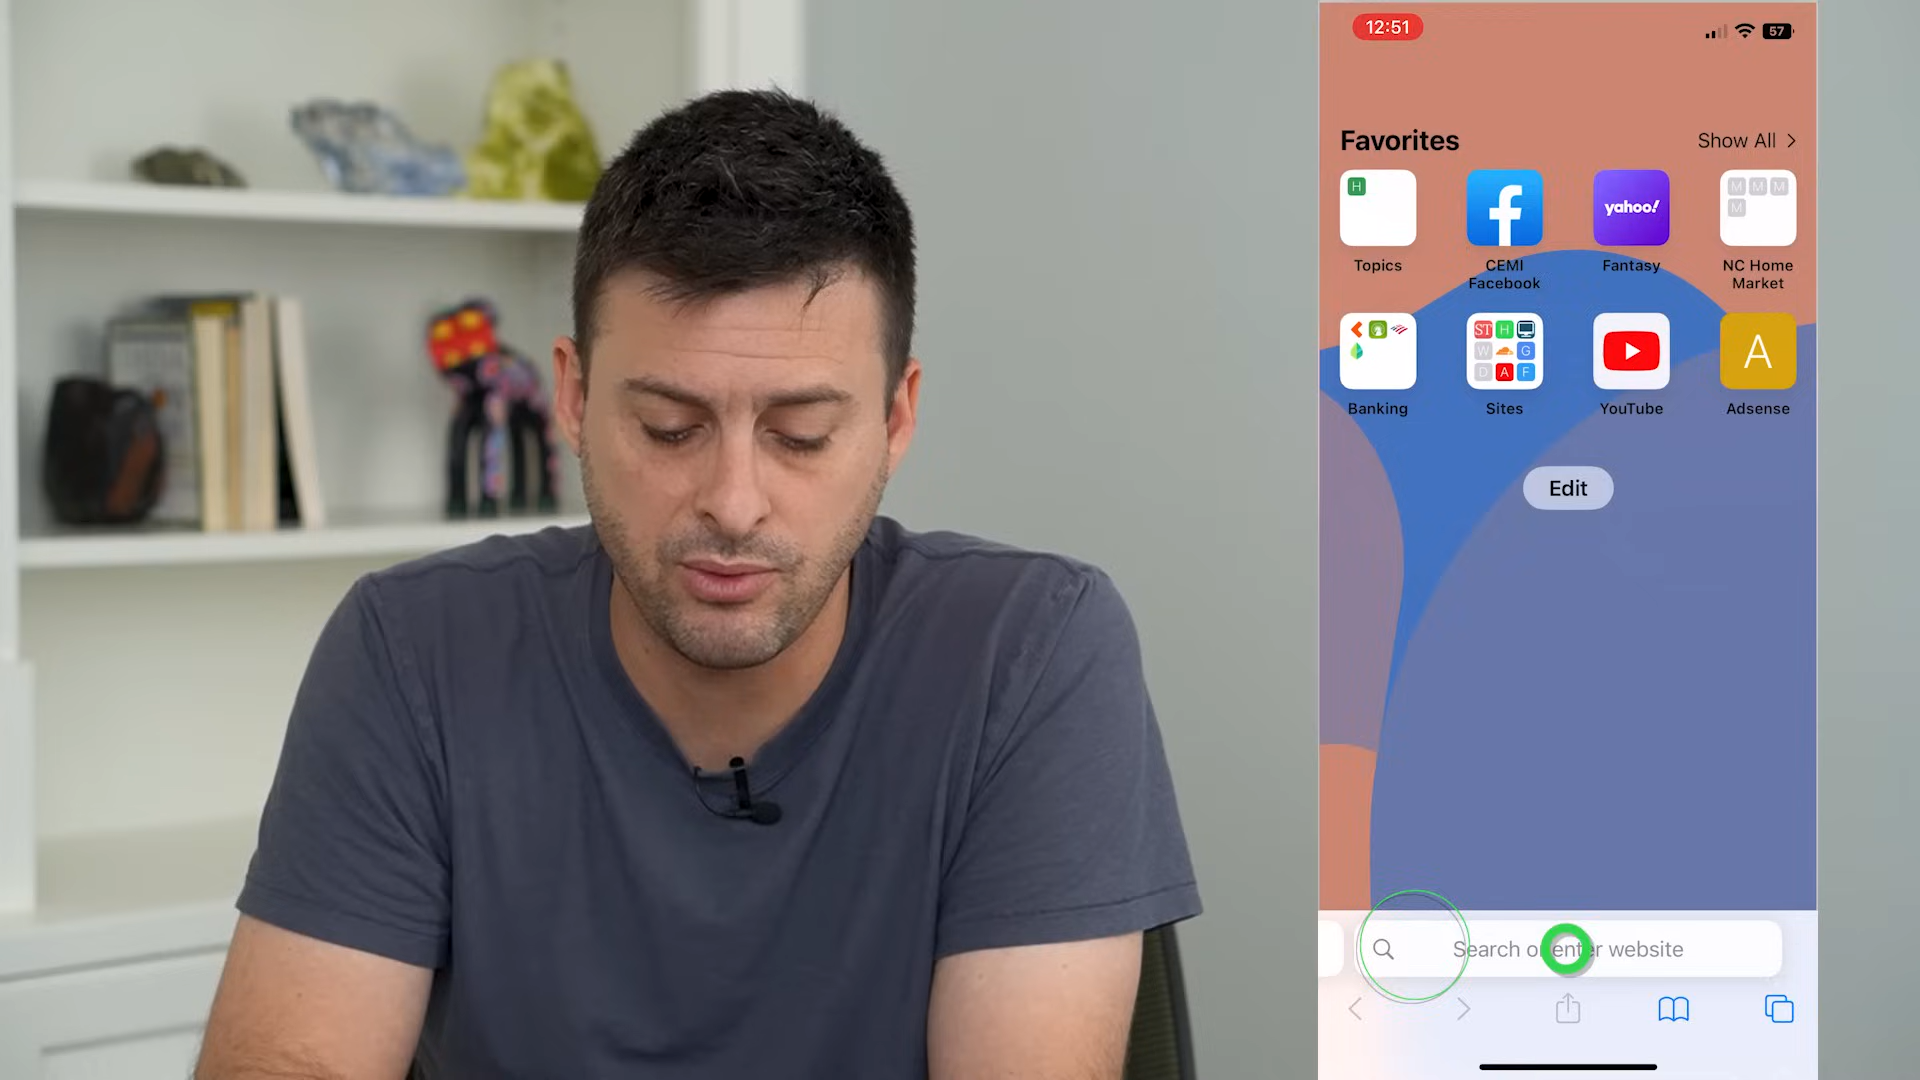 12:51
57
Favorites
Show All >
H
yahoo!
M M M
M
Topics
CEMI
Facebook
Fantasy
NC Home
Market
ST H
W G
D A F
A
Banking
Sites
YouTube
Adsense
Edit
Search or enter website